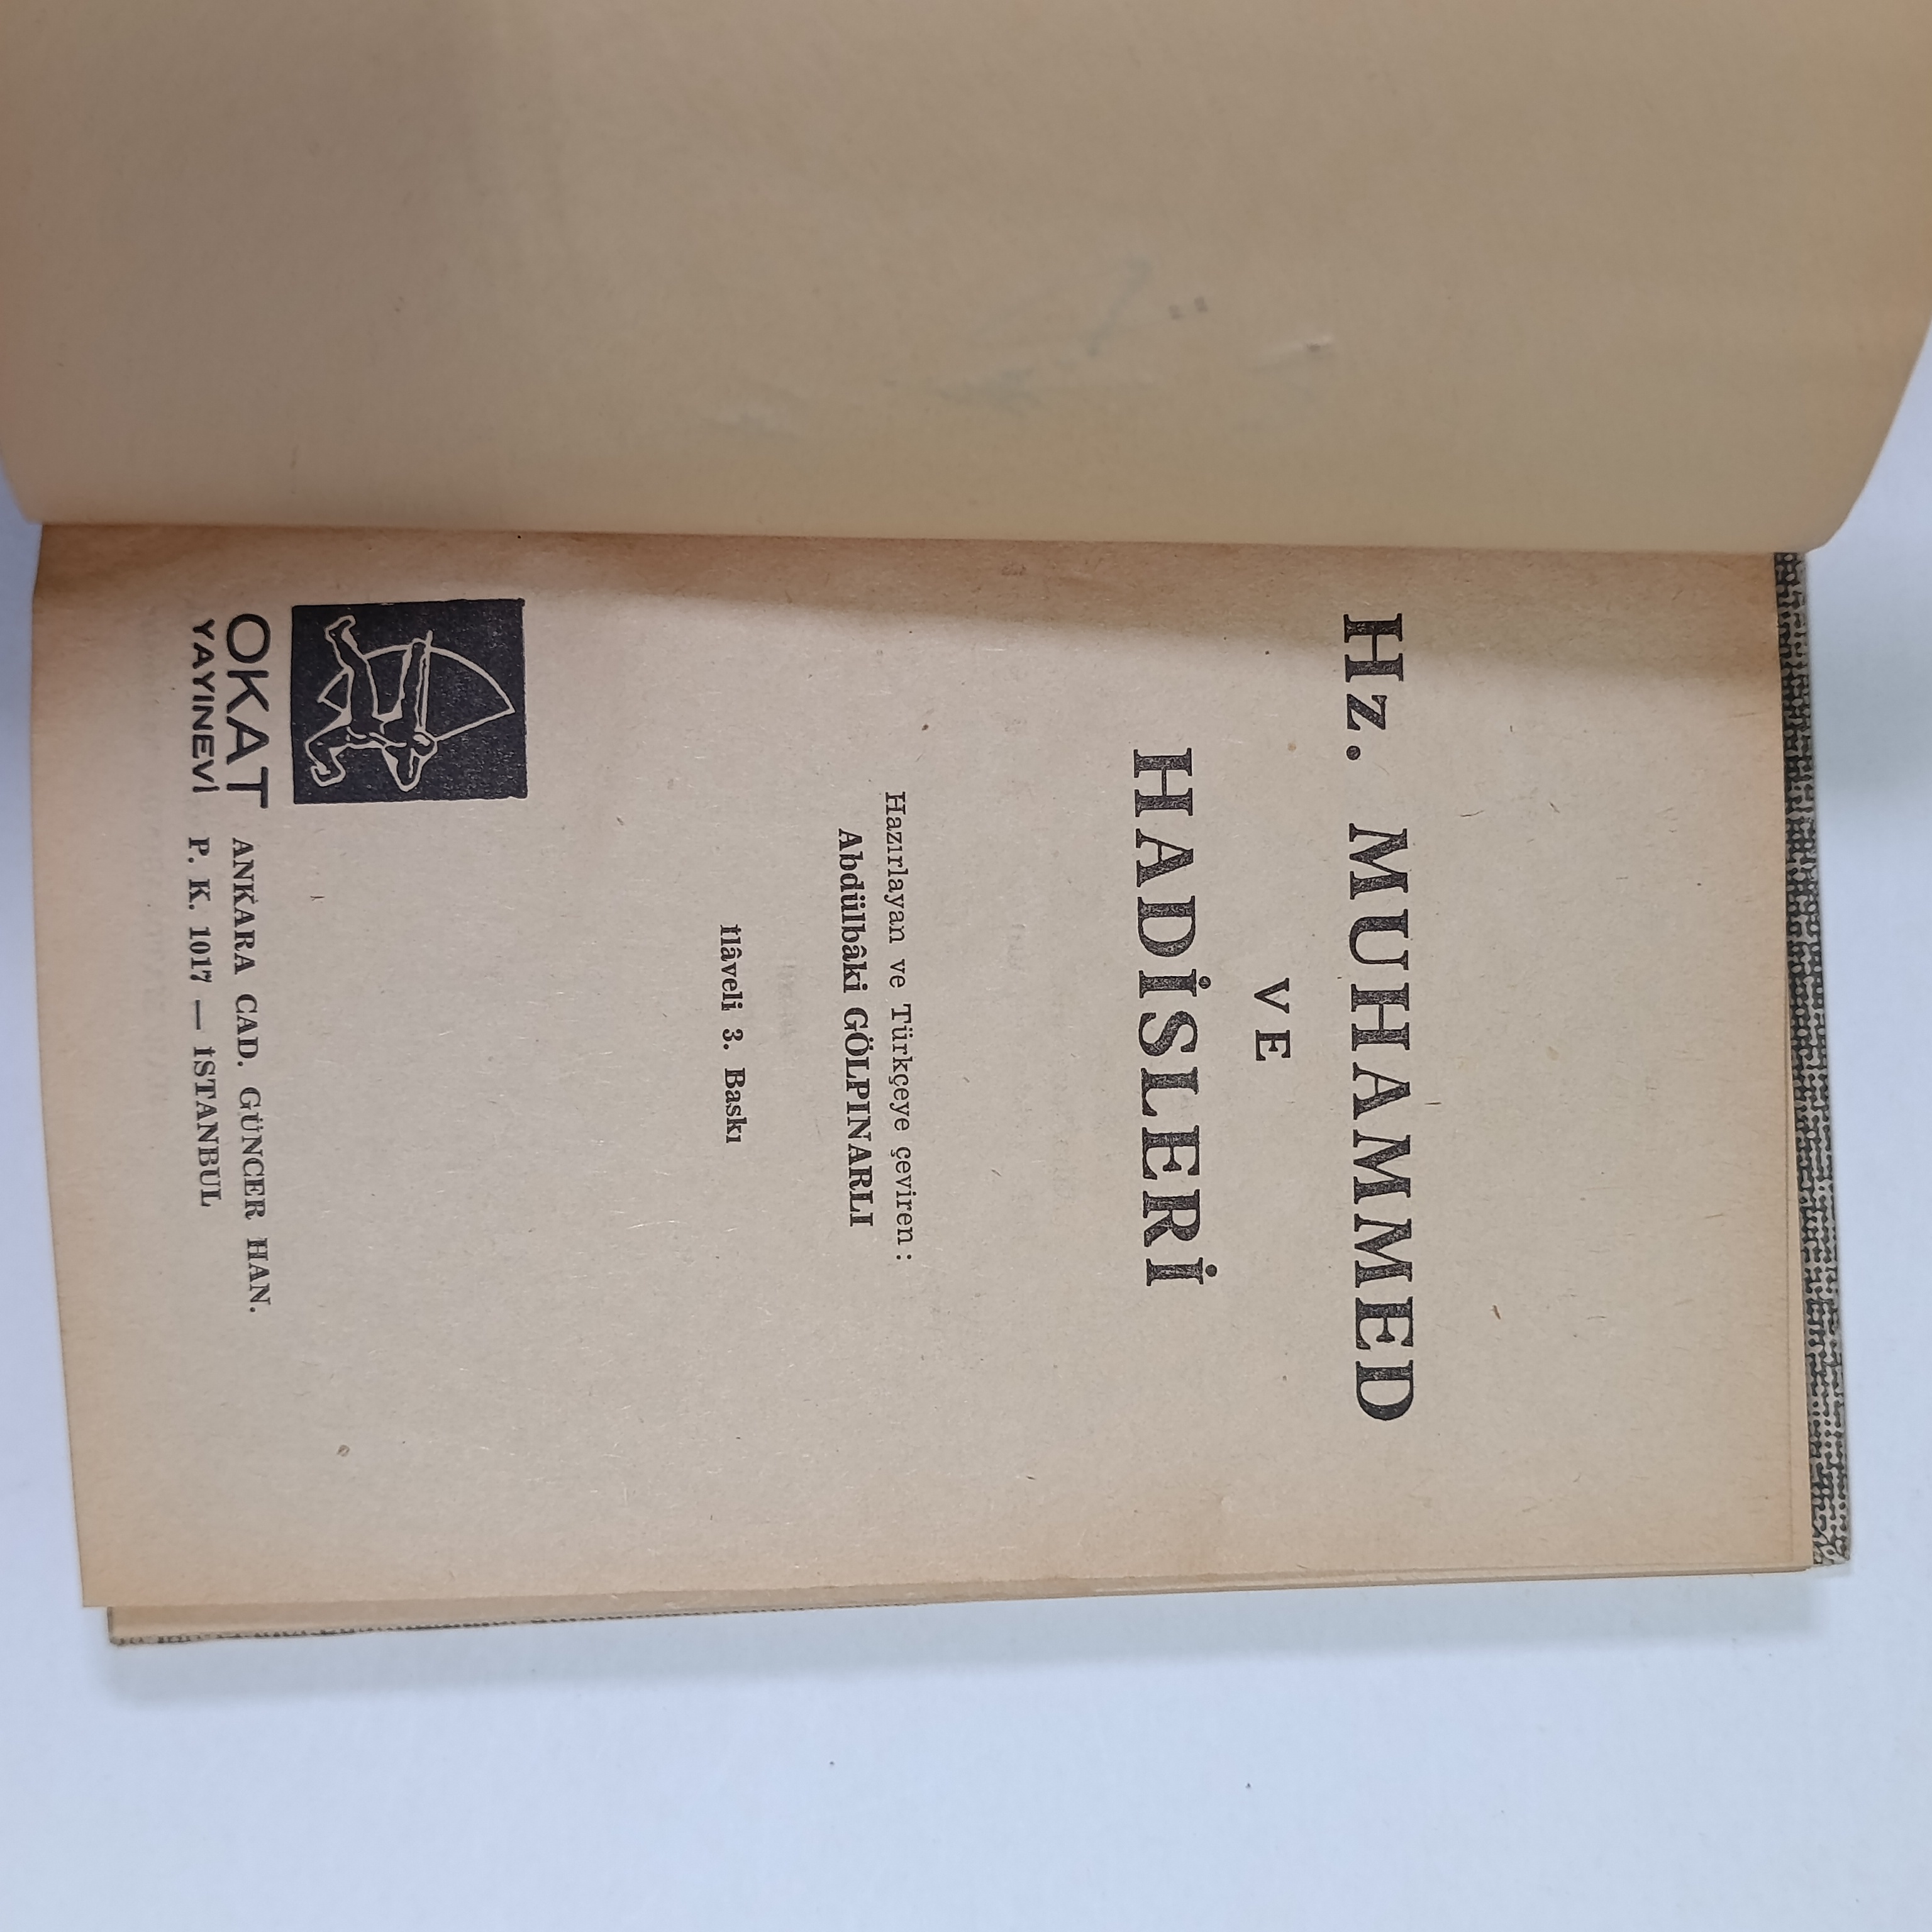 Hz. MUHAMMED
VE
HADİSLERİ
Hazırlayan ve Türkçeye çeviren :
Abdülbâki GÖLPINARLI
İlâveli 3. Baskı
OKAT
YAYINEVİ
ANKARA CAD. GÜNCER HAN.
P. K. 1017 — İSTANBUL